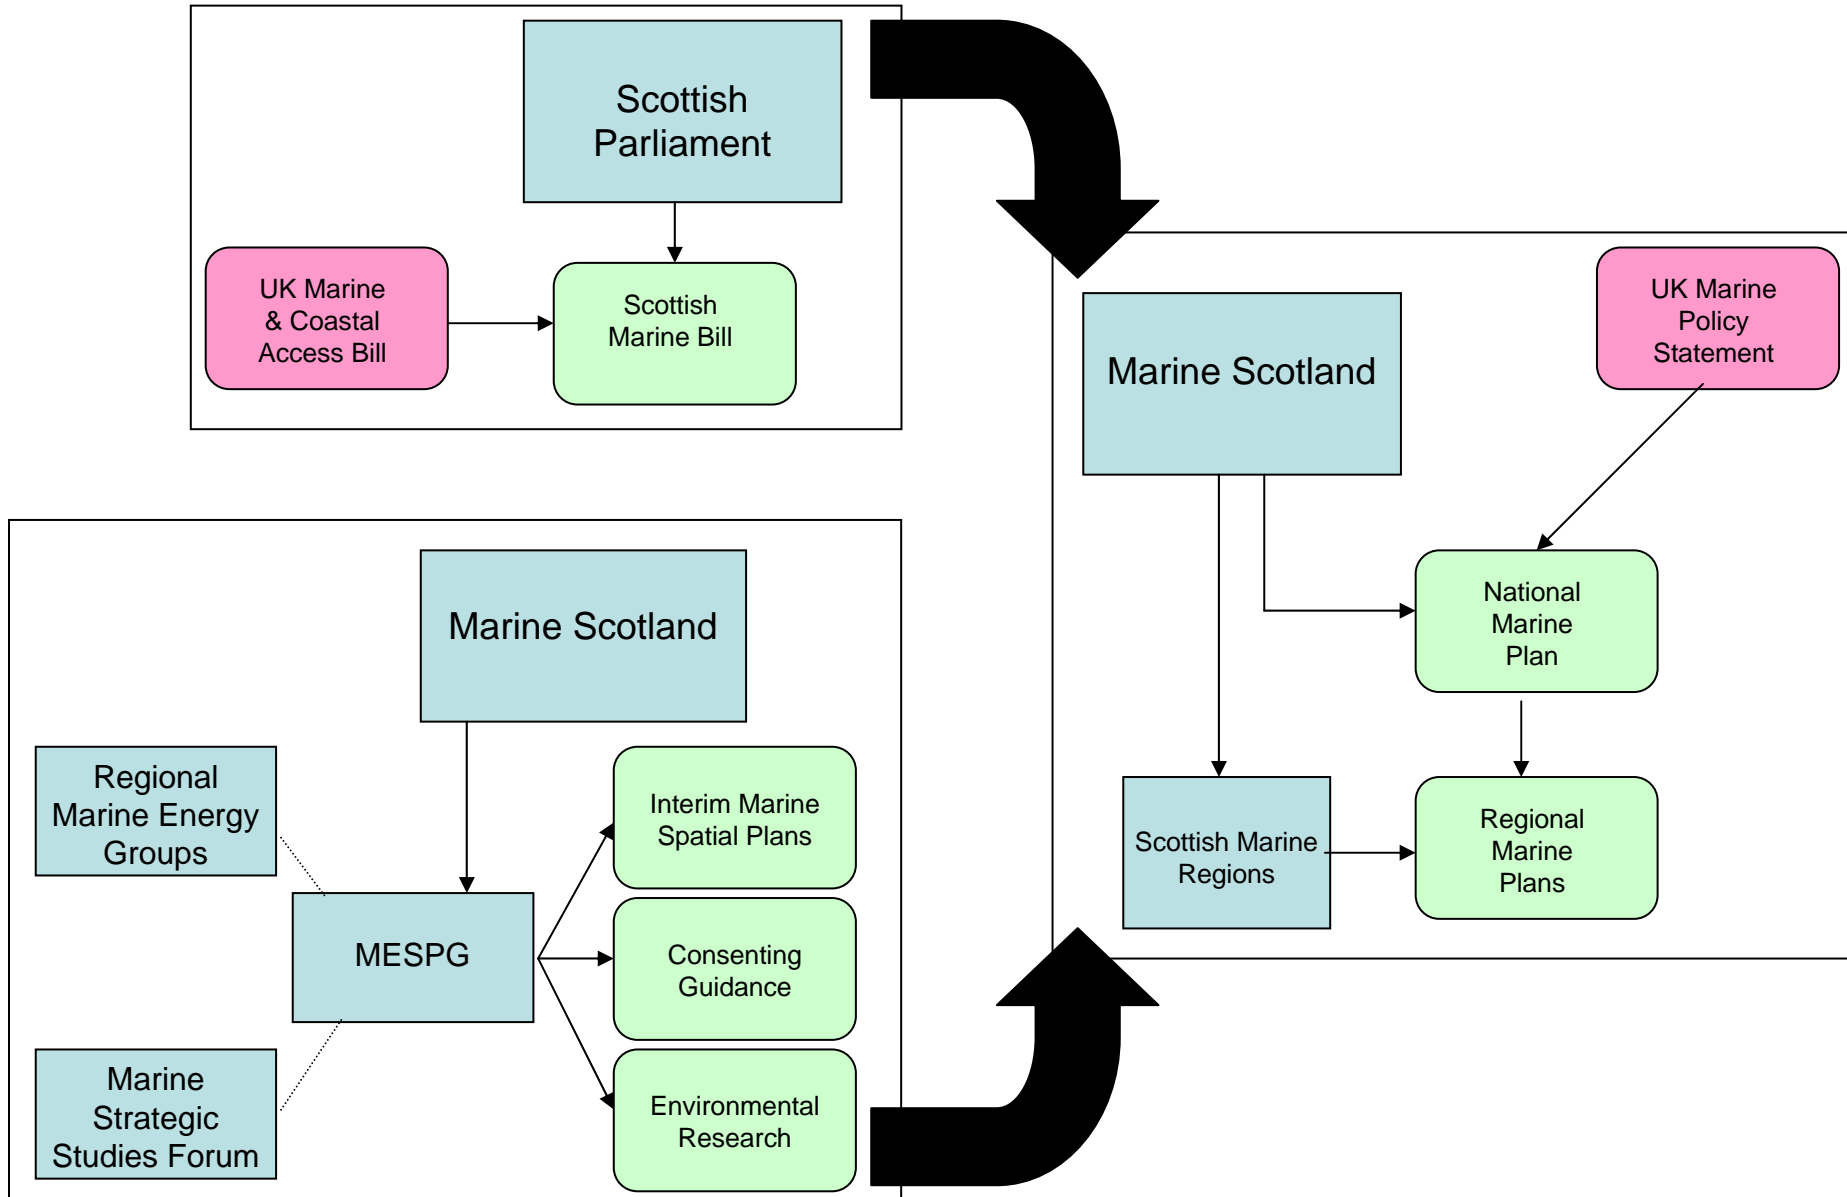 Scottish
Parliament
UK Marine
& Coastal
Access Bill
Scottish
Marine Bill
Marine Scotland
UK Marine
Policy
Statement
National
Marine
Plan
Scottish Marine
Regions
Regional
Marine
Plans
Marine Scotland
Regional
Marine Energy
Groups
MESPG
Marine
Strategic
Studies Forum
Interim Marine
Spatial Plans
Consenting
Guidance
Environmental
Research